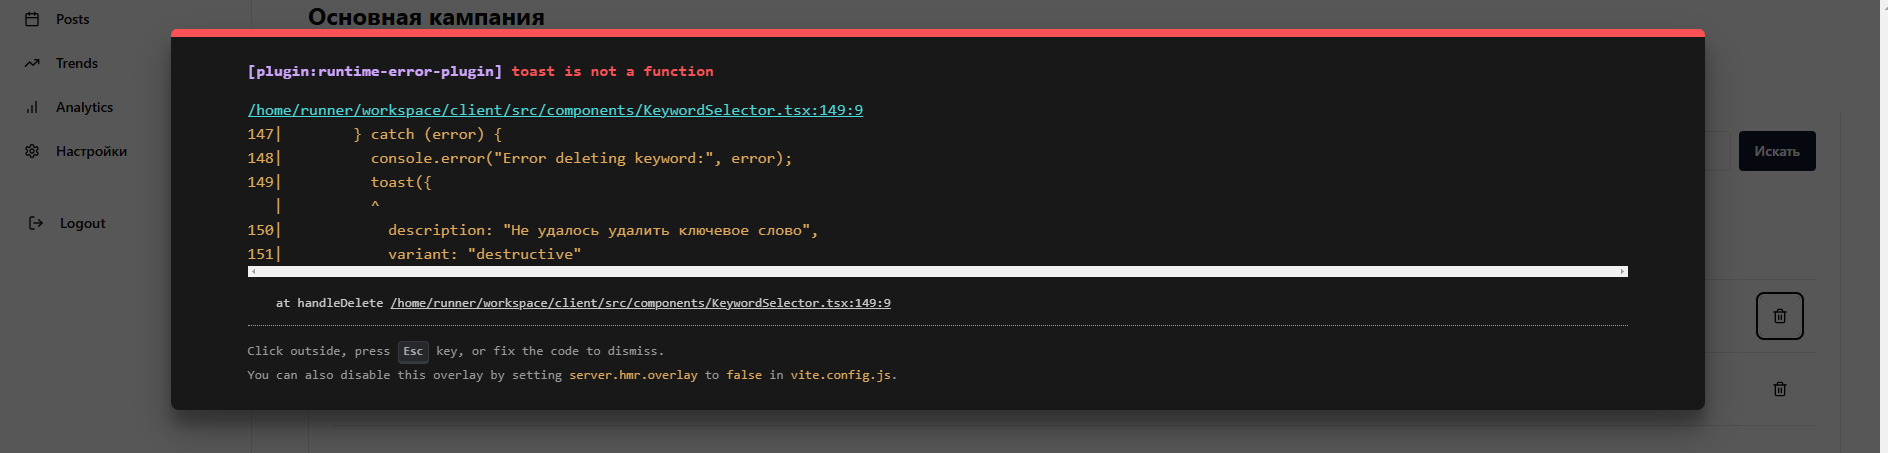 Posts
Trends
Analytics
Настройки
Logout
Основная кампания
Искать
[plugin:runtime-error-plugin] toast is not a function
/home/runner/workspace/client/src/components/KeywordSelector.tsx:149:9
147|        } catch (error) {
148|          console.error("Error deleting keyword:", error);
149|          toast({
   |          ^
150|            description: "Не удалось удалить ключевое слово",
151|            variant: "destructive"
at handleDelete /home/runner/workspace/client/src/components/KeywordSelector.tsx:149:9
Click outside, press Esc key, or fix the code to dismiss.
You can also disable this overlay by setting server.hmr.overlay to false in vite.config.js.